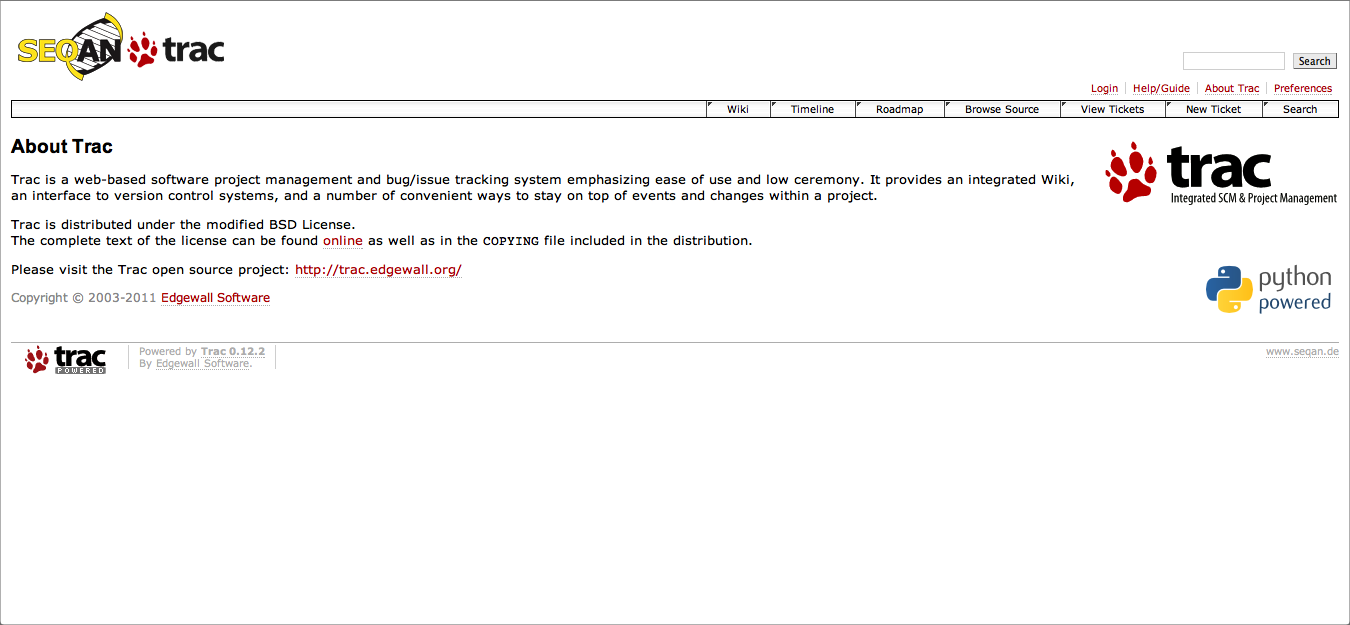 SEQAN trac
Search
Login Help/Guide About Trac Preferences
Wiki Timeline Roadmap Browse Source View Tickets New Ticket Search
About Trac
trac
Integrated SCM & Project Management
Trac is a web-based software project management and bug/issue tracking system emphasizing ease of use and low ceremony. It provides an integrated Wiki,
an interface to version control systems, and a number of convenient ways to stay on top of events and changes within a project.
Trac is distributed under the modified BSD License.
The complete text of the license can be found online as well as in the COPYING file included in the distribution.
Please visit the Trac open source project: http://trac.edgewall.org/
python
powered
Copyright © 2003-2011 Edgewall Software
trac
POWERED
Powered by Trac 0.12.2
By Edgewall Software.
www.seqan.de